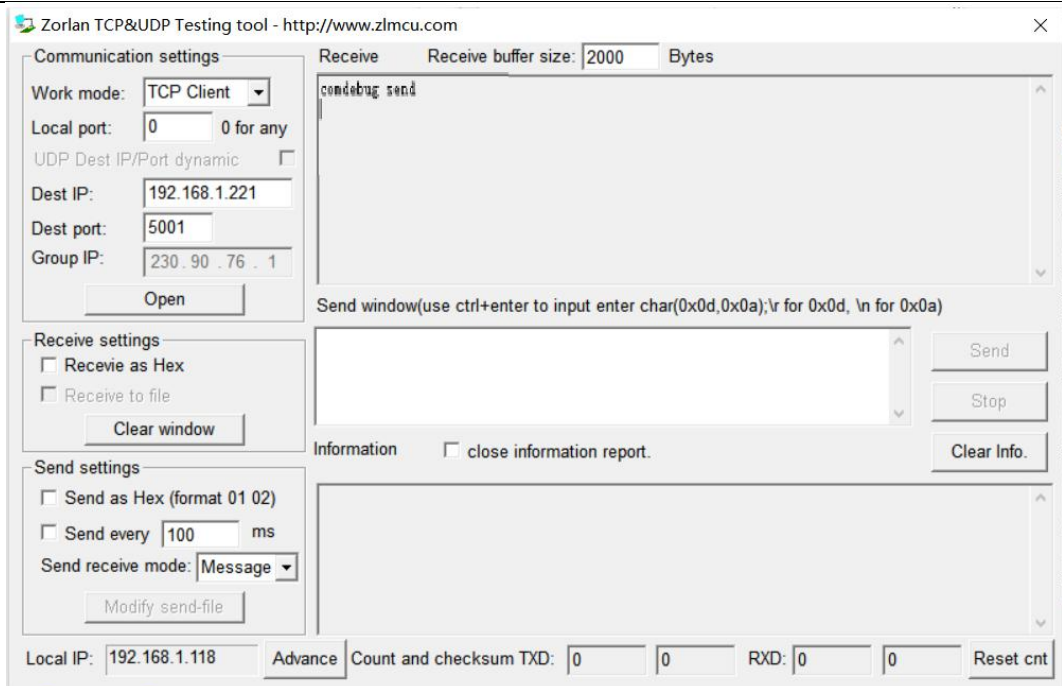 Zorlan TCP&UDP Testing tool - http://www.zlmcu.com
Communication settings
Work mode: TCP Client
Local port: 0 0 for any
UDP Dest IP/Port dynamic
Dest IP: 192.168.1.221
Dest port: 5001
Group IP: 230 . 90 . 76 . 1
Open
Receive settings
Recevie as Hex
Receive to file
Clear window
Send settings
Send as Hex (format 01 02)
Send every 100 ms
Send receive mode: Message
Modify send-file
Receive Receive buffer size: 2000 Bytes
comdebug send
Send window(use ctrl+enter to input enter char(0x0d,0x0a);\r for 0x0d, \n for 0x0a)
Send
Stop
Information close information report. Clear Info.
Local IP: 192.168.1.118 Advance Count and checksum TXD: 0 0 RXD: 0 0 Reset cnt